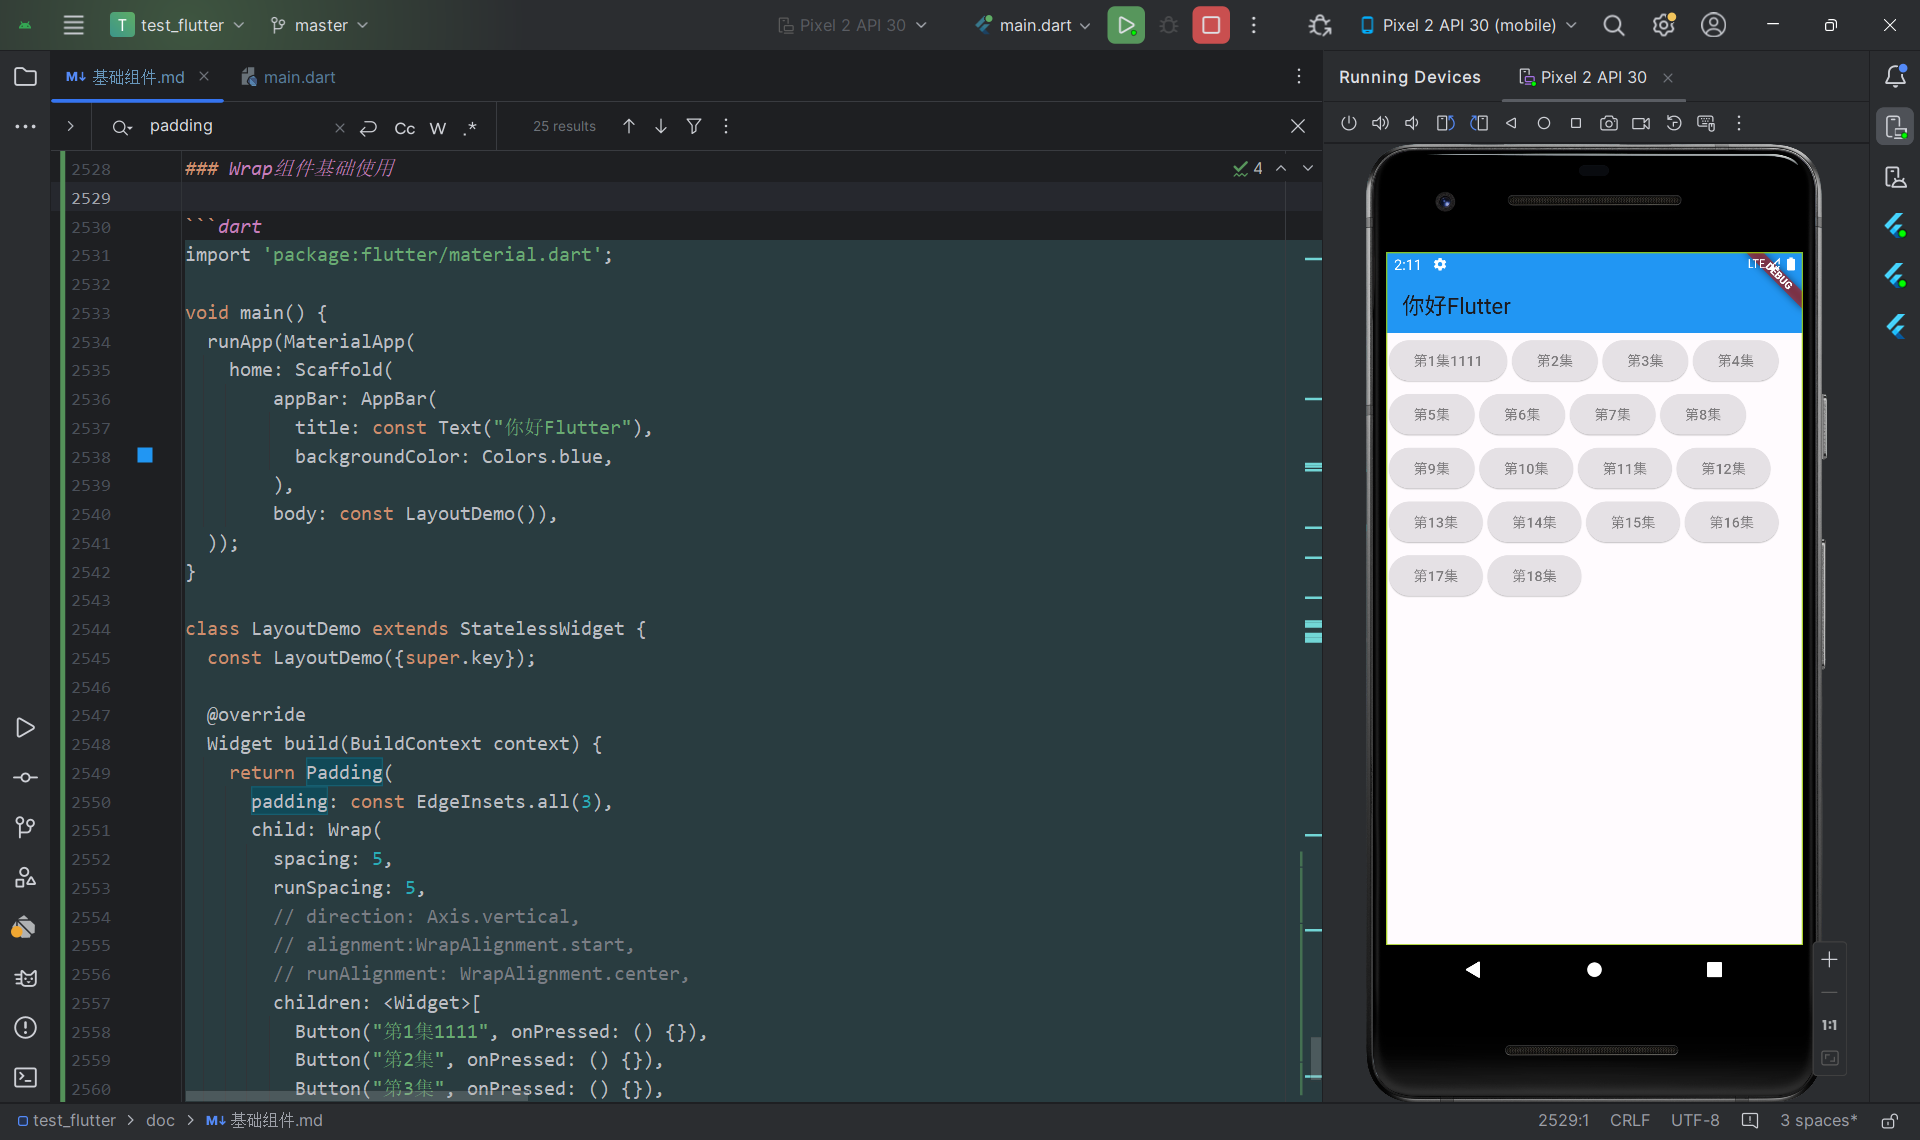 T test_flutter master Pixel 2 API 30 main.dart Pixel 2 API 30 (mobile)
M↓ 基础组件.md main.dart
Running Devices Pixel 2 API 30
padding Cc W .* 25 results
2528 ### Wrap组件基础使用 4
2529
2530 ```dart
2531 import 'package:flutter/material.dart';
2532
2533 void main() {
2534 runApp(MaterialApp(
2535 home: Scaffold(
2536 appBar: AppBar(
2537 title: const Text("你好Flutter"),
2538 backgroundColor: Colors.blue,
2539 ),
2540 body: const LayoutDemo()),
2541 ));
2542 }
2543
2544 class LayoutDemo extends StatelessWidget {
2545 const LayoutDemo({super.key});
2546
2547 @override
2548 Widget build(BuildContext context) {
2549 return Padding(
2550 padding: const EdgeInsets.all(3),
2551 child: Wrap(
2552 spacing: 5,
2553 runSpacing: 5,
2554 // direction: Axis.vertical,
2555 // alignment:WrapAlignment.start,
2556 // runAlignment: WrapAlignment.center,
2557 children: <Widget>[
2558 Button("第1集1111", onPressed: () {}),
2559 Button("第2集", onPressed: () {}),
2560 Button("第3集", onPressed: () {}),
2:11 LTE DEBUG
你好Flutter
第1集1111 第2集 第3集 第4集
第5集 第6集 第7集 第8集
第9集 第10集 第11集 第12集
第13集 第14集 第15集 第16集
第17集 第18集
1:1
test_flutter > doc > M↓ 基础组件.md 2529:1 CRLF UTF-8 3 spaces*